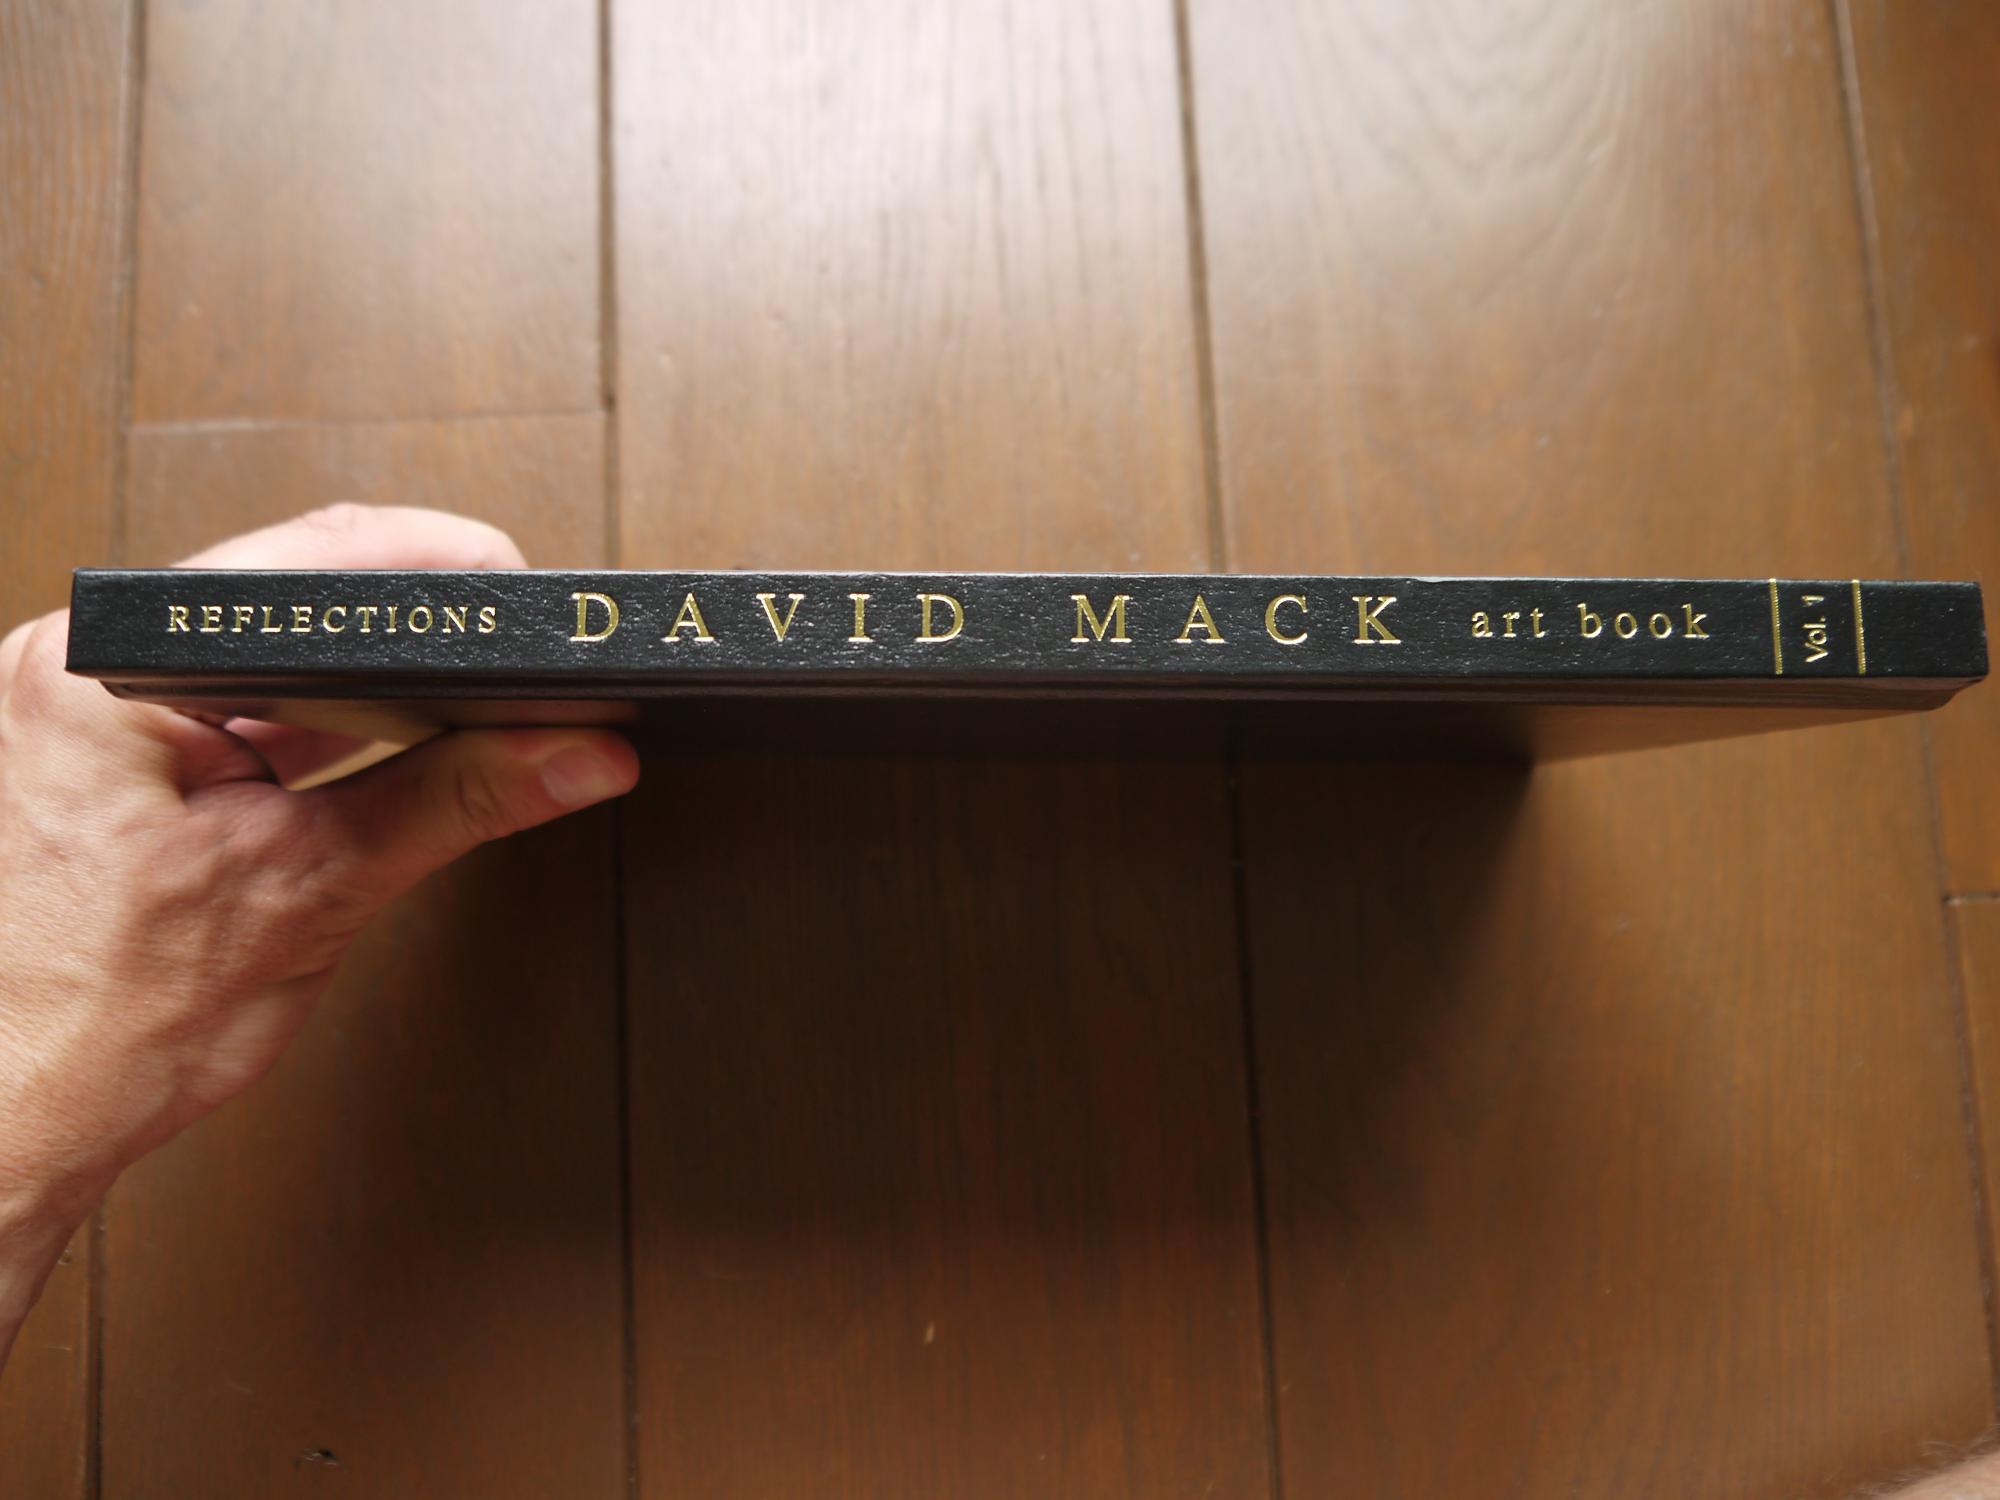 REFLECTIONS DAVID MACK art book
Vol. 1